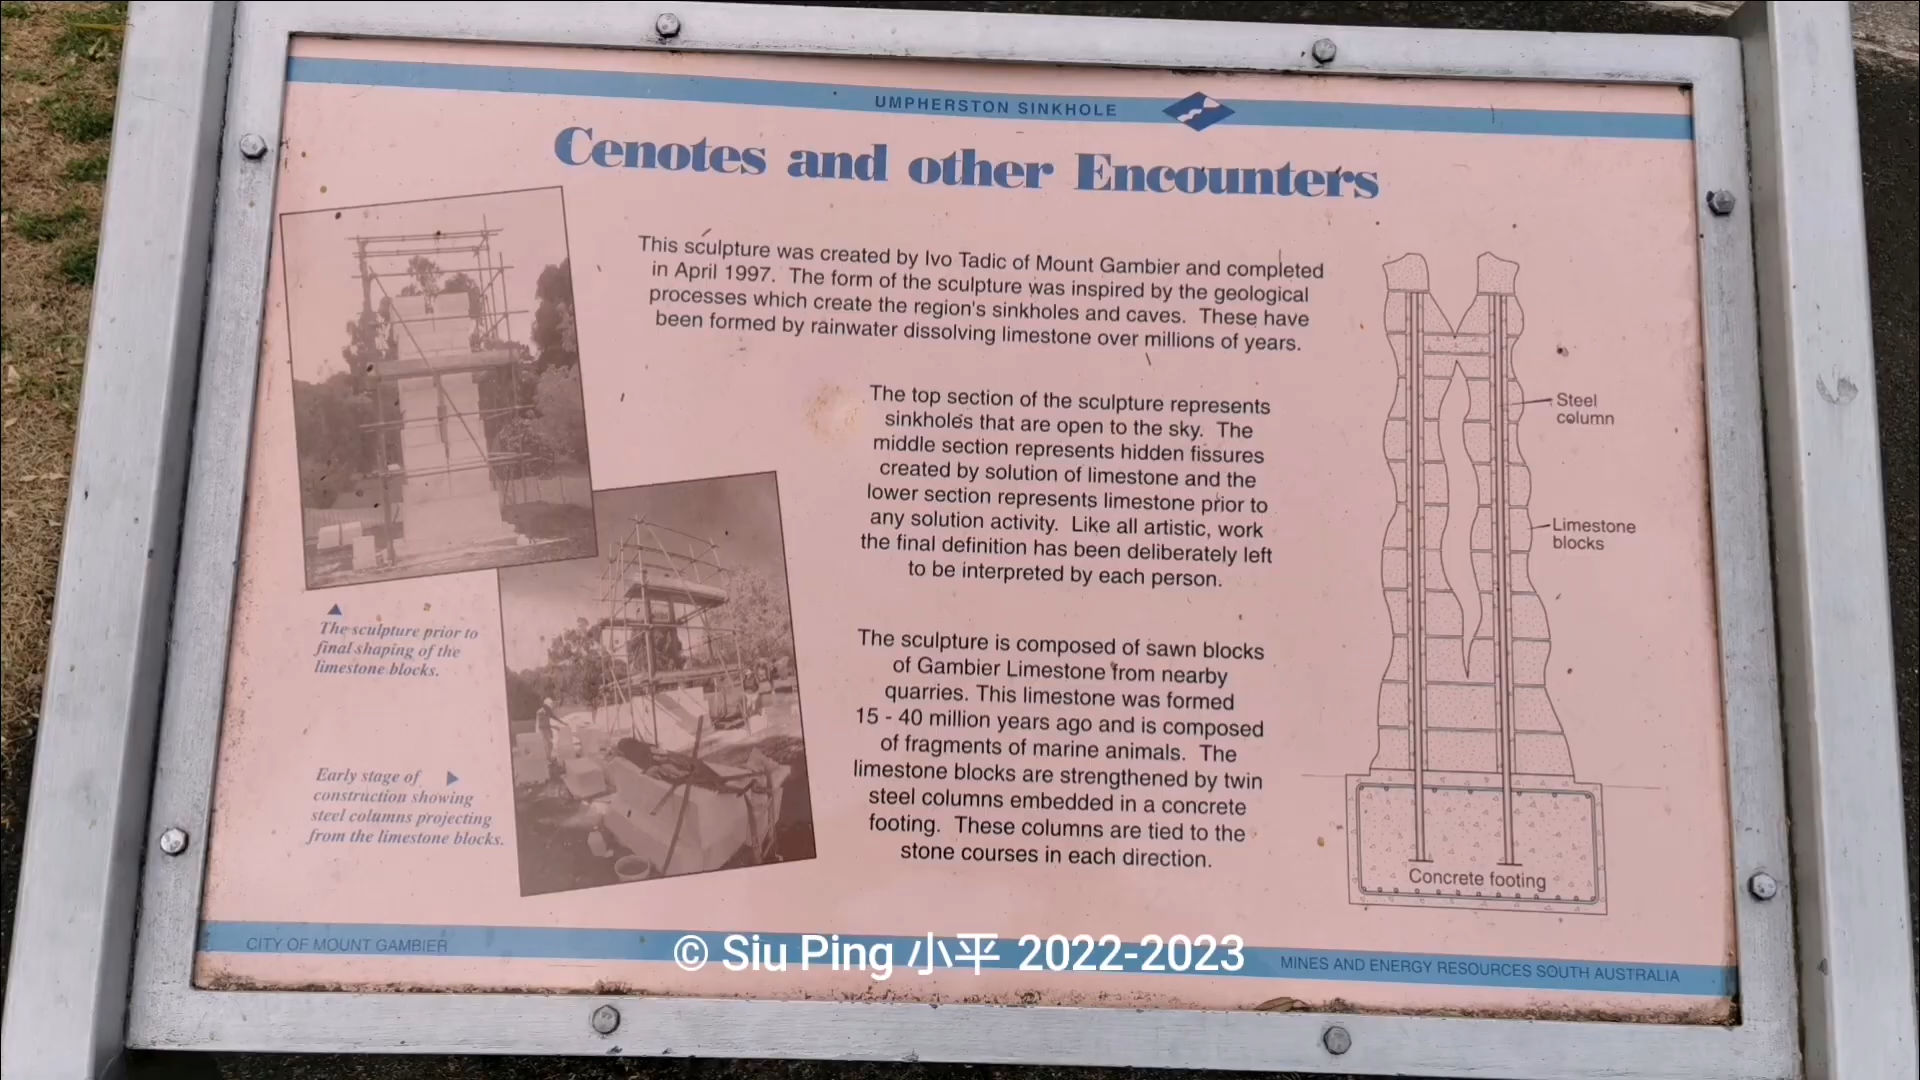 UMPHERSTON SINKHOLE
Cenotes and other Encounters
This sculpture was created by Ivo Tadic of Mount Gambier and completed
in April 1997. The form of the sculpture was inspired by the geological
processes which create the region's sinkholes and caves. These have
been formed by rainwater dissolving limestone over millions of years.
The top section of the sculpture represents
sinkholes that are open to the sky. The
middle section represents hidden fissures
created by solution of limestone and the
lower section represents limestone prior to
any solution activity. Like all artistic, work
the final definition has been deliberately left
to be interpreted by each person.
The sculpture is composed of sawn blocks
of Gambier Limestone from nearby
quarries. This limestone was formed
15 - 40 million years ago and is composed
of fragments of marine animals. The
limestone blocks are strengthened by twin
steel columns embedded in a concrete
footing. These columns are tied to the
stone courses in each direction.
The sculpture prior to
final shaping of the
limestone blocks.
Early stage of
construction showing
steel columns projecting
from the limestone blocks.
Steel
column
Limestone
blocks
Concrete footing
CITY OF MOUNT GAMBIER
© Siu Ping 小平 2022-2023
MINES AND ENERGY RESOURCES SOUTH AUSTRALIA